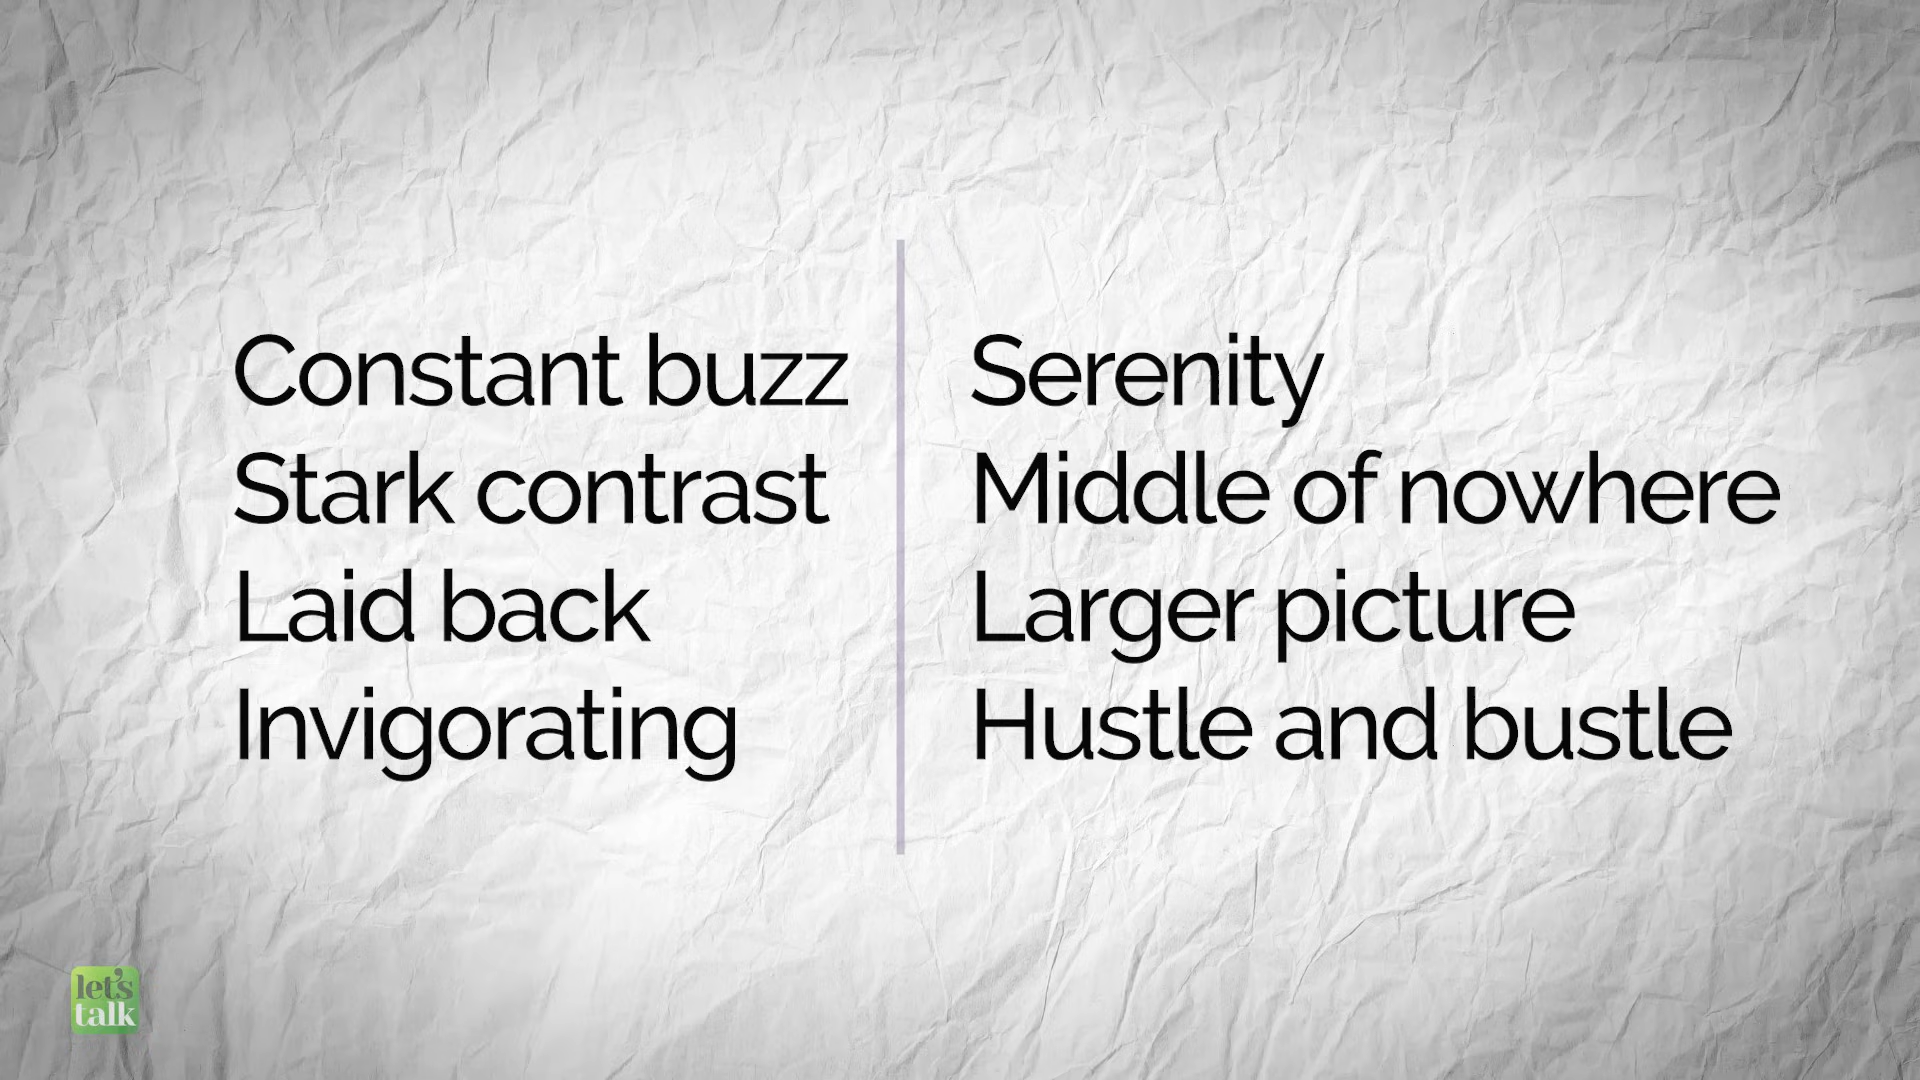 Constant buzz
Stark contrast
Laid back
Invigorating
Serenity
Middle of nowhere
Larger picture
Hustle and bustle
let's
talk